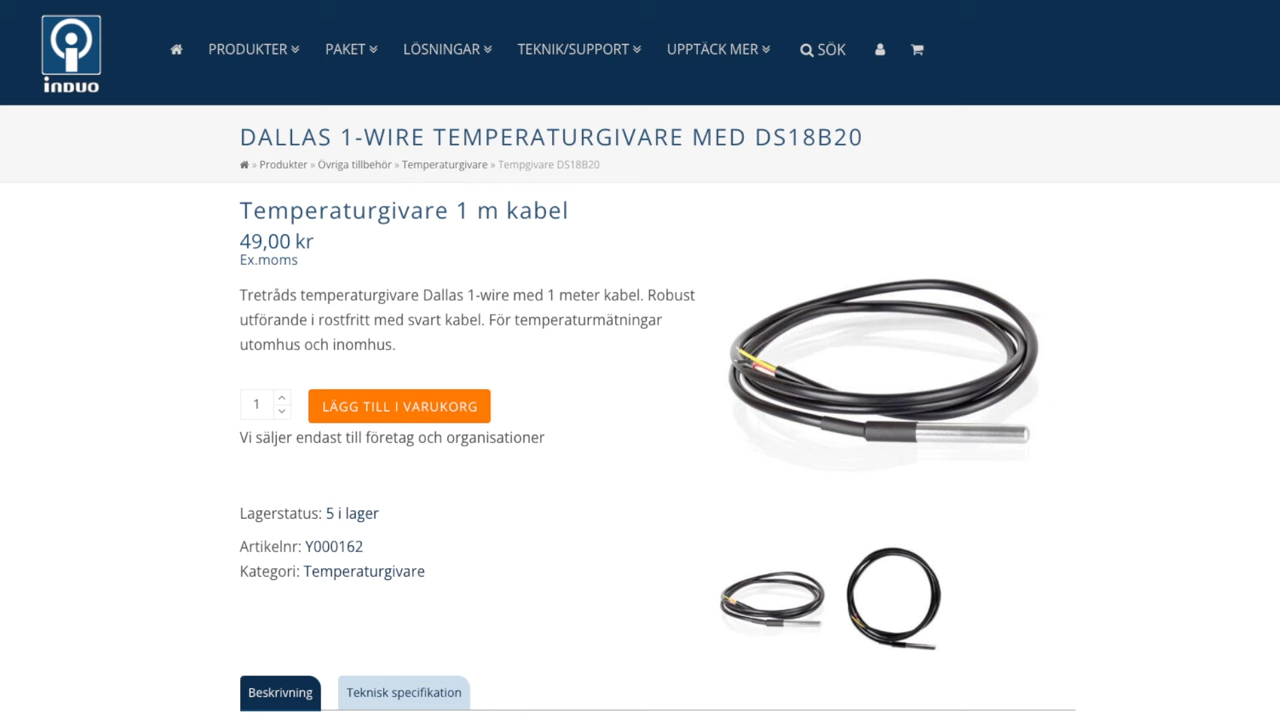 induo
PRODUKTER
PAKET
LÖSNINGAR
TEKNIK/SUPPORT
UPPTÄCK MER
SÖK
DALLAS 1-WIRE TEMPERATURGIVARE MED DS18B20
» Produkter » Övriga tillbehör » Temperaturgivare » Tempgivare DS18B20
Temperaturgivare 1 m kabel
49,00 kr
Ex.moms
Tretråds temperaturgivare Dallas 1-wire med 1 meter kabel. Robust
utförande i rostfritt med svart kabel. För temperaturmätningar
utomhus och inomhus.
1
LÄGG TILL I VARUKORG
Vi säljer endast till företag och organisationer
Lagerstatus: 5 i lager
Artikelnr: Y000162
Kategori: Temperaturgivare
Beskrivning
Teknisk specifikation